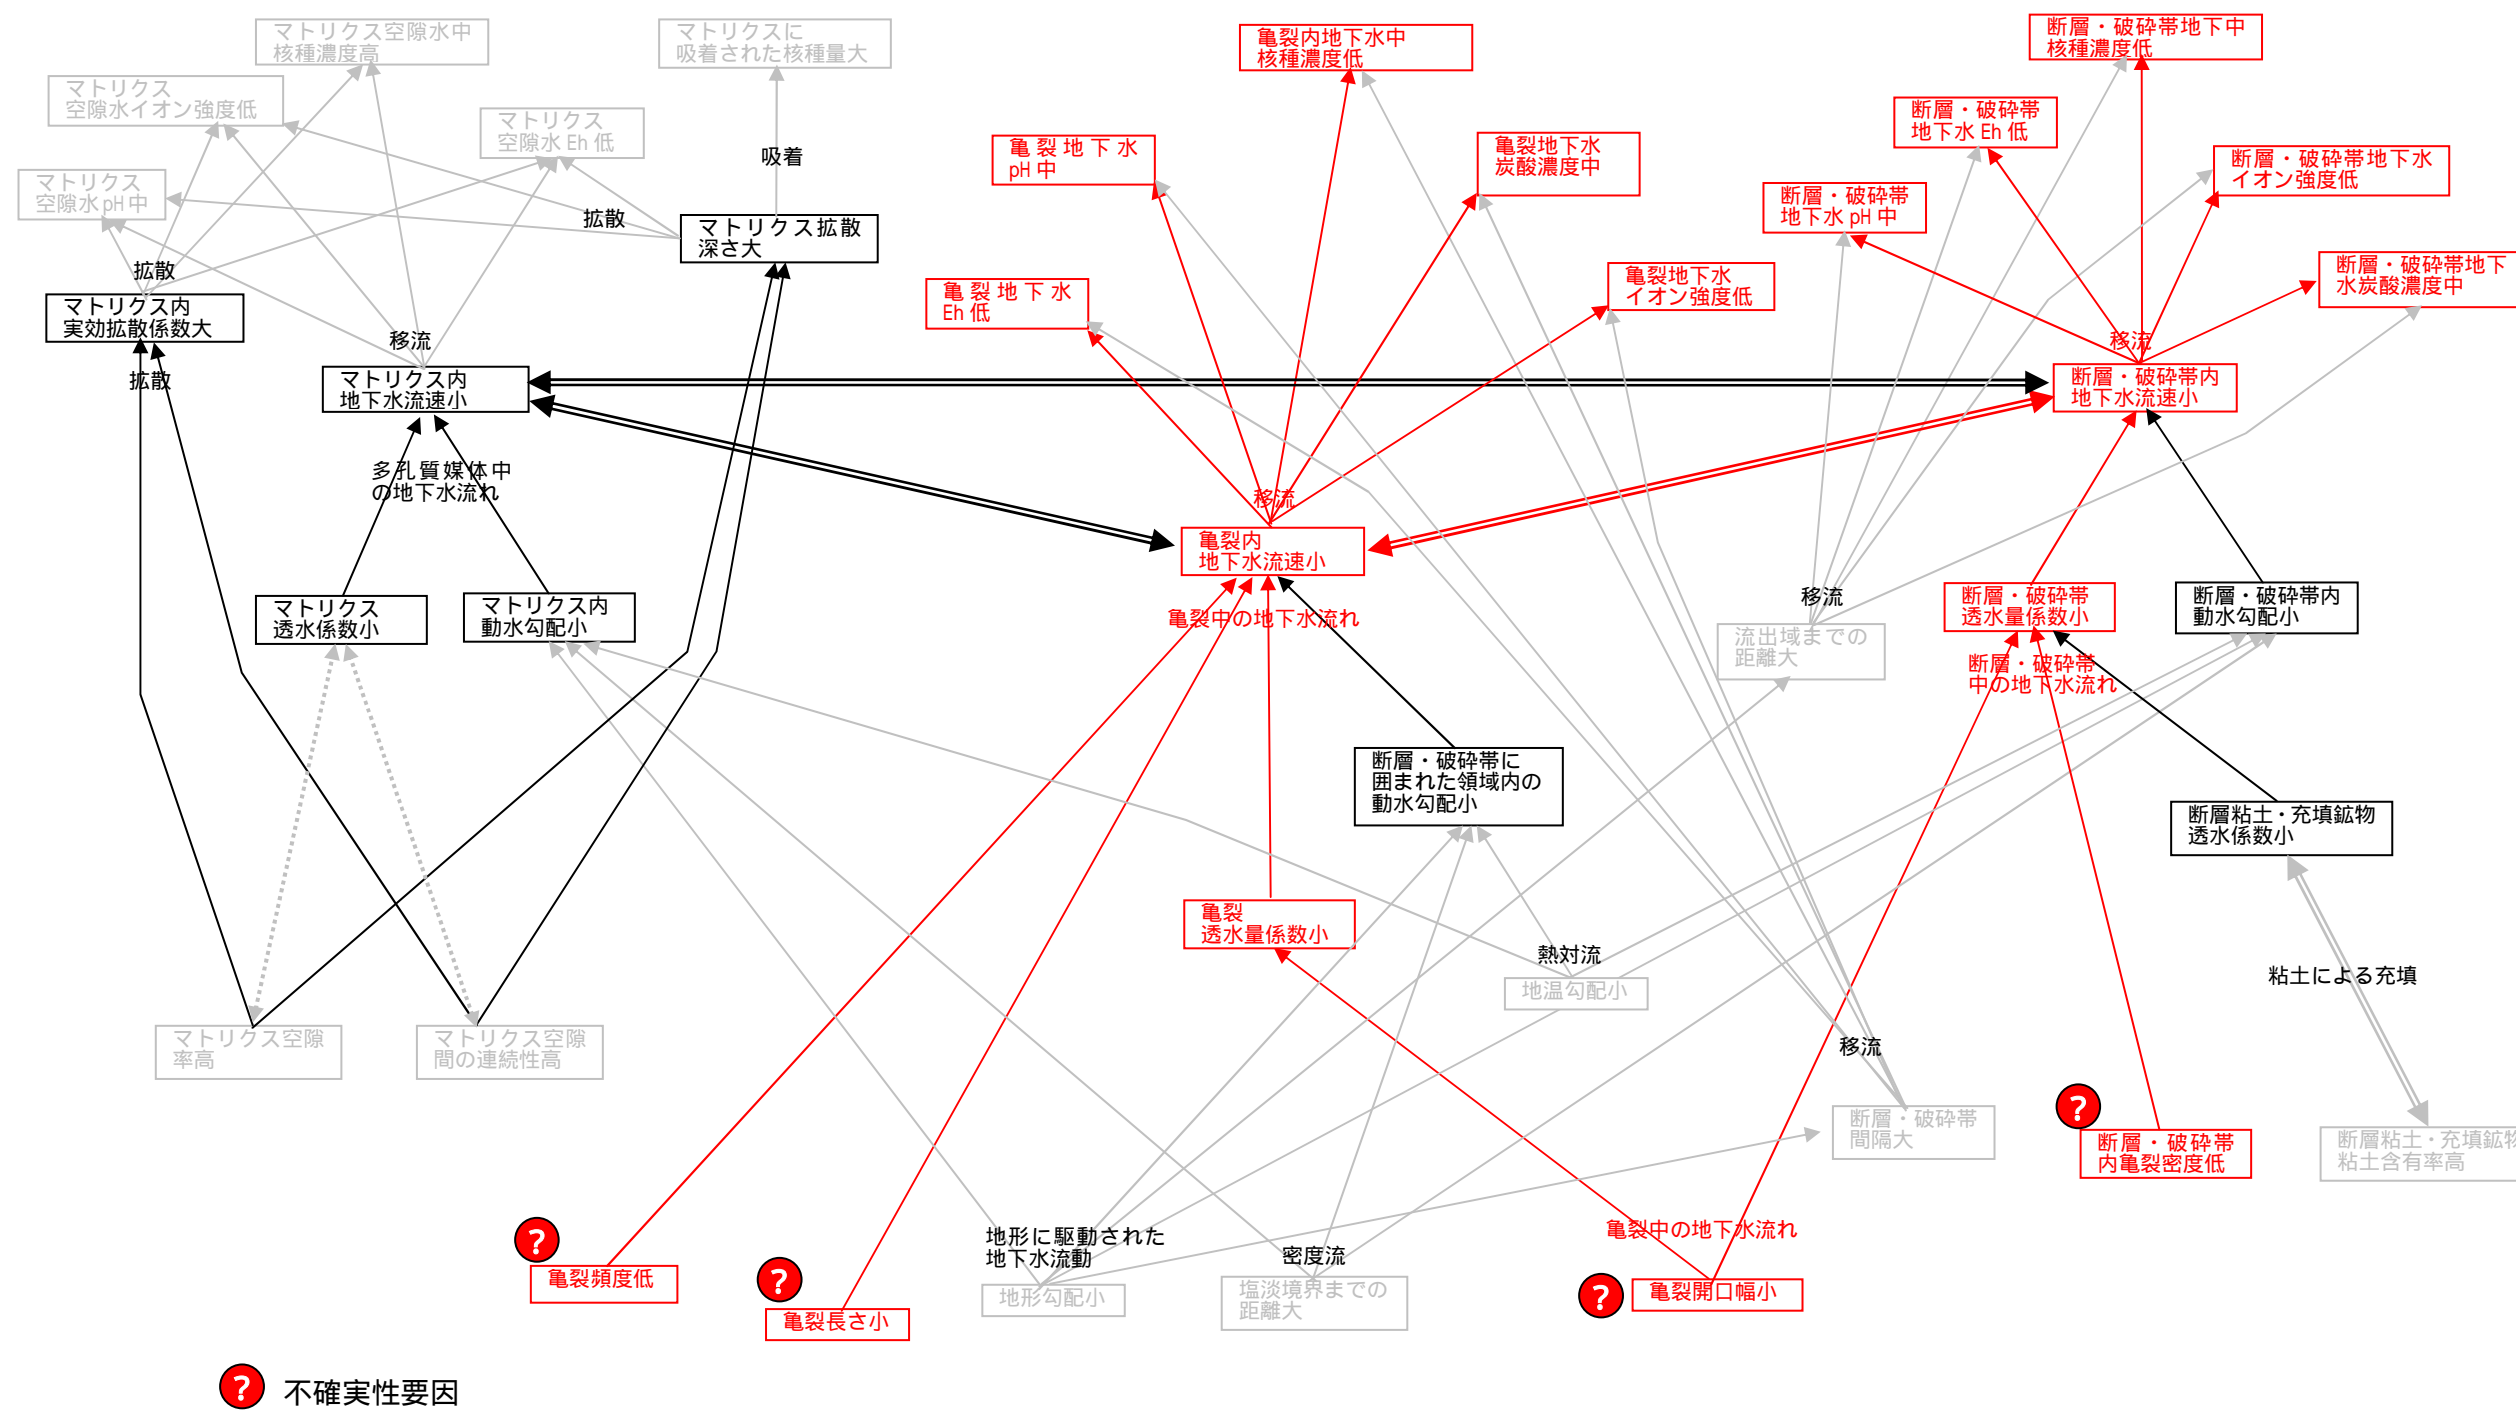 マトリクス空隙水中
核種濃度高
マトリクスに
吸着された核種量大
亀裂内地下水中
核種濃度低
断層・破砕帯地下中
核種濃度低
マトリクス
空隙水イオン強度低
マトリクス
空隙水 Eh 低
断層・破砕帯
地下水 Eh 低
亀裂地下水
pH 中
亀裂地下水
炭酸濃度中
断層・破砕帯地下水
イオン強度低
吸着
マトリクス
空隙水 pH 中
断層・破砕帯
地下水 pH 中
拡散
マトリクス拡散
深さ大
拡散
亀裂地下水
Eh 低
亀裂地下水
イオン強度低
断層・破砕帯地下
水炭酸濃度中
マトリクス内
実効拡散係数大
移流
移流
拡散
マトリクス内
地下水流速小
断層・破砕帯内
地下水流速小
多孔質媒体中
の地下水流れ
移流
亀裂内
地下水流速小
マトリクス
透水係数小
マトリクス内
動水勾配小
亀裂中の地下水流れ
移流
断層・破砕帯
透水量係数小
断層・破砕帯内
動水勾配小
流出域までの
距離大
断層・破砕帯
中の地下水流れ
断層・破砕帯に
囲まれた領域内の
動水勾配小
断層粘土・充填鉱物
透水係数小
亀裂
透水量係数小
熱対流
粘土による充填
地温勾配小
マトリクス空隙
率高
マトリクス空隙
間の連続性高
移流
断層・破砕帯
間隔大
?
断層・破砕帯
内亀裂密度低
断層粘土・充填鉱物
粘土含有率高
?
亀裂頻度低
地形に駆動された
地下水流動
密度流
亀裂中の地下水流れ
?
亀裂長さ小
地形勾配小
塩淡境界までの
距離大
?
亀裂開口幅小
? 不確実性要因